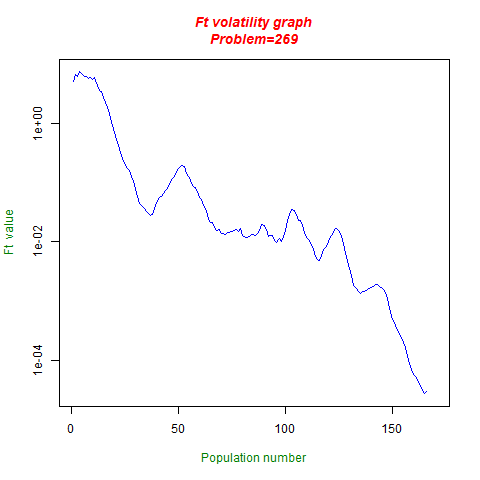 Ft volatility graph
Problem=269
1e+00
1e-02
1e-04
Ft value
0 50 100 150
Population number